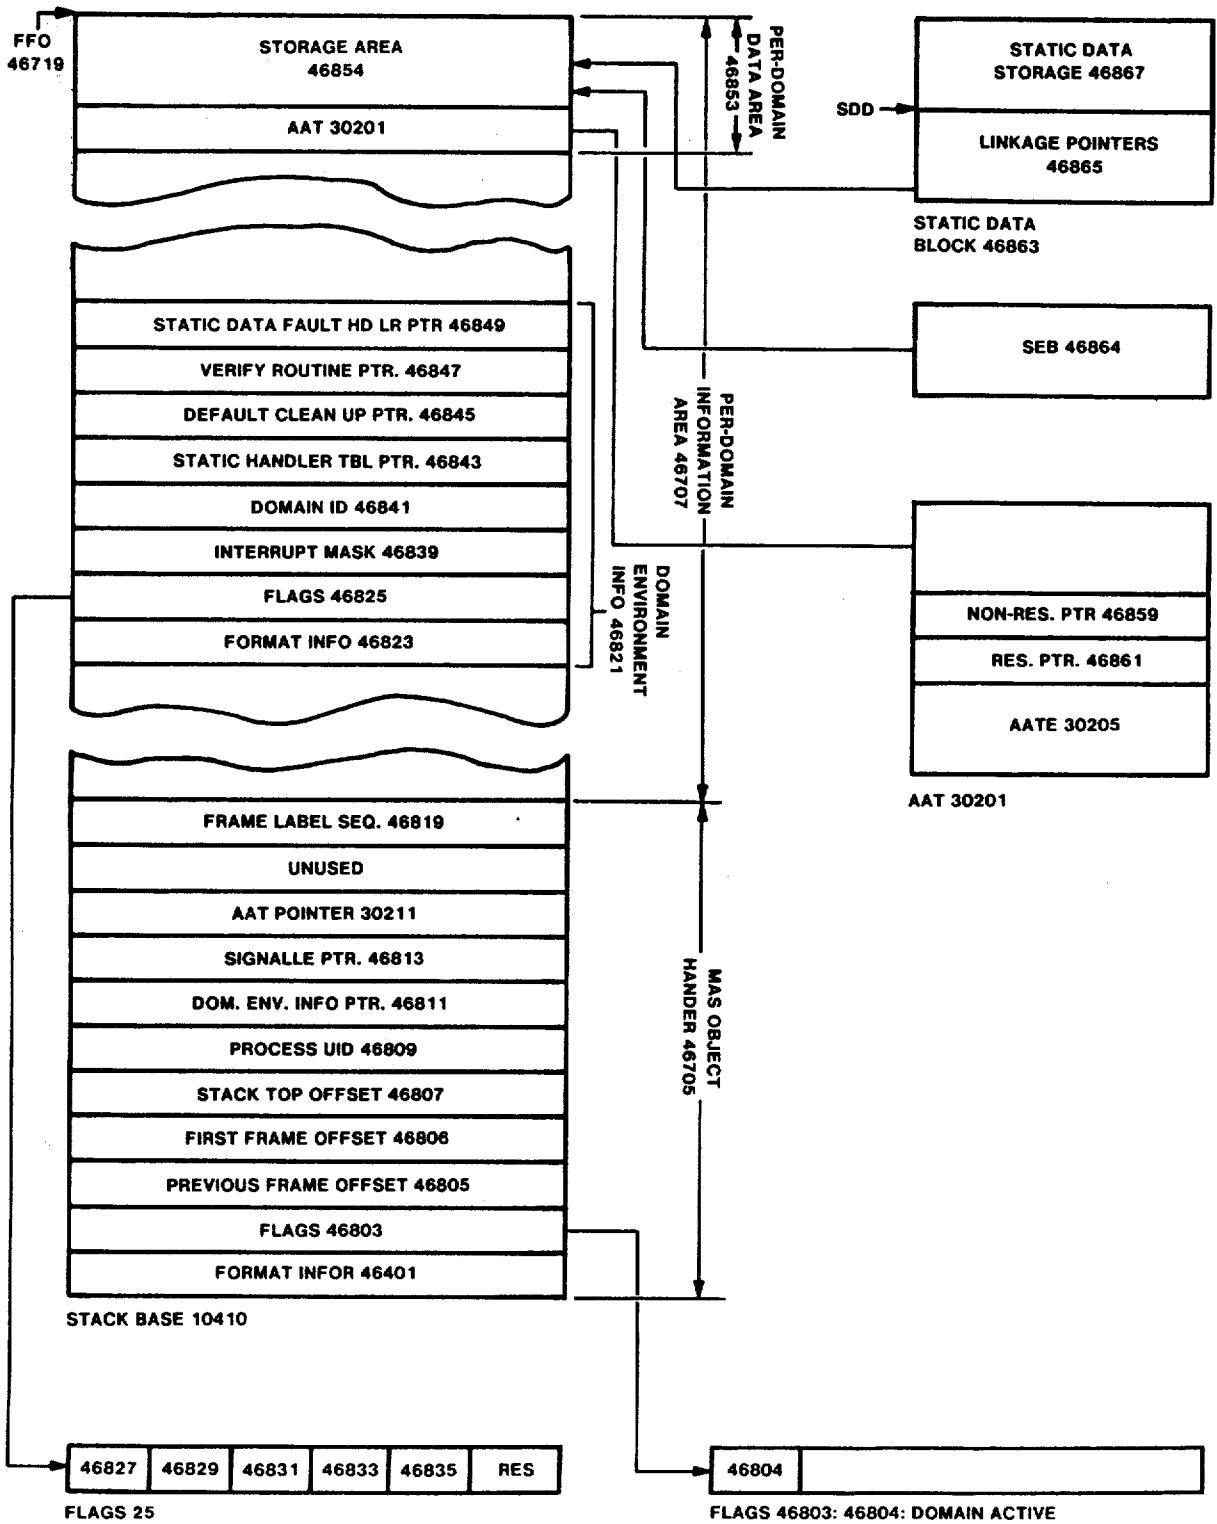 FFO
46719
STORAGE AREA
46854
AAT 30201
PER-DOMAIN
DATA AREA
46853
STATIC DATA
STORAGE 46867
SDD
LINKAGE POINTERS
46865
STATIC DATA
BLOCK 46863
STATIC DATA FAULT HD LR PTR 46849
VERIFY ROUTINE PTR. 46847
DEFAULT CLEAN UP PTR. 46845
STATIC HANDLER TBL PTR. 46843
DOMAIN ID 46841
INTERRUPT MASK 46839
FLAGS 46825
FORMAT INFO 46823
DOMAIN
ENVIRONMENT
INFO 46821
PER-DOMAIN
INFORMATION
AREA 46707
SEB 46864
NON-RES. PTR 46859
RES. PTR. 46861
AATE 30205
AAT 30201
FRAME LABEL SEQ. 46819
UNUSED
AAT POINTER 30211
SIGNALLE PTR. 46813
DOM. ENV. INFO PTR. 46811
PROCESS UID 46809
STACK TOP OFFSET 46807
FIRST FRAME OFFSET 46806
PREVIOUS FRAME OFFSET 46805
FLAGS 46803
FORMAT INFOR 46401
STACK BASE 10410
MAS OBJECT
HANDER 46705
46827 46829 46831 46833 46835 RES
FLAGS 25
46804
FLAGS 46803: 46804: DOMAIN ACTIVE